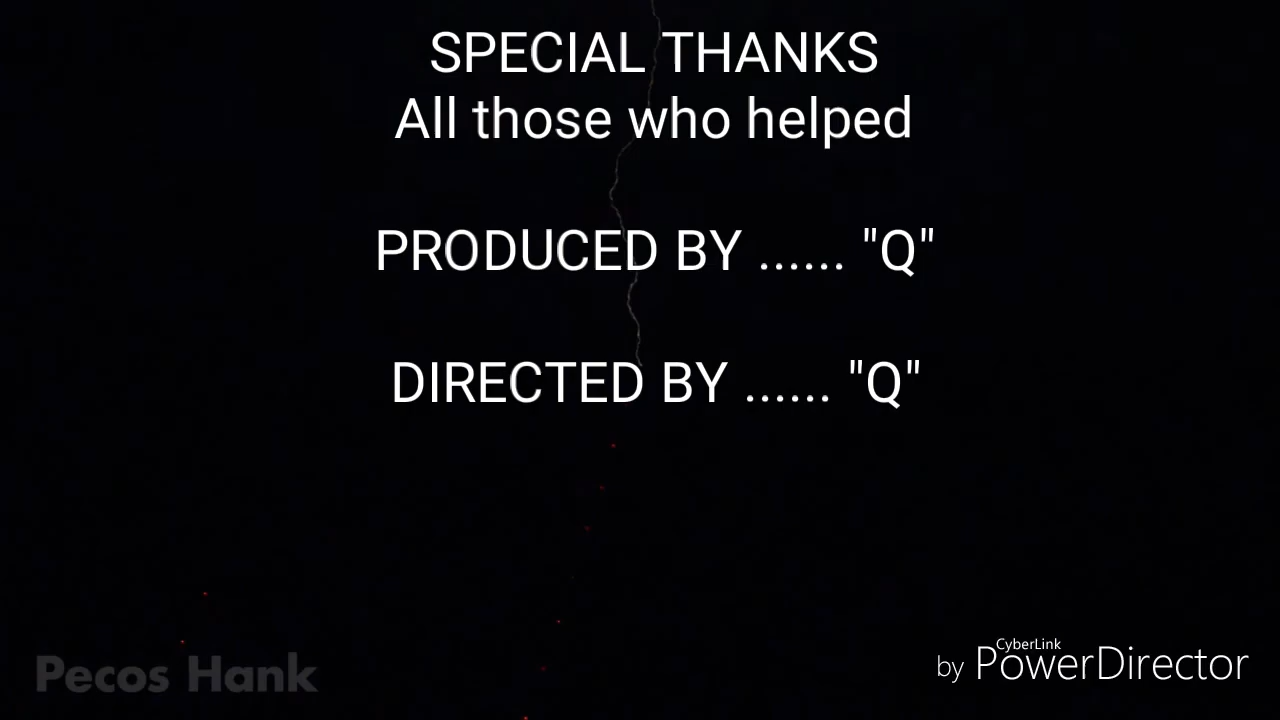 SPECIAL THANKS
All those who helped
PRODUCED BY ...... "Q"
DIRECTED BY ...... "Q"
Pecos Hank
by CyberLink PowerDirector